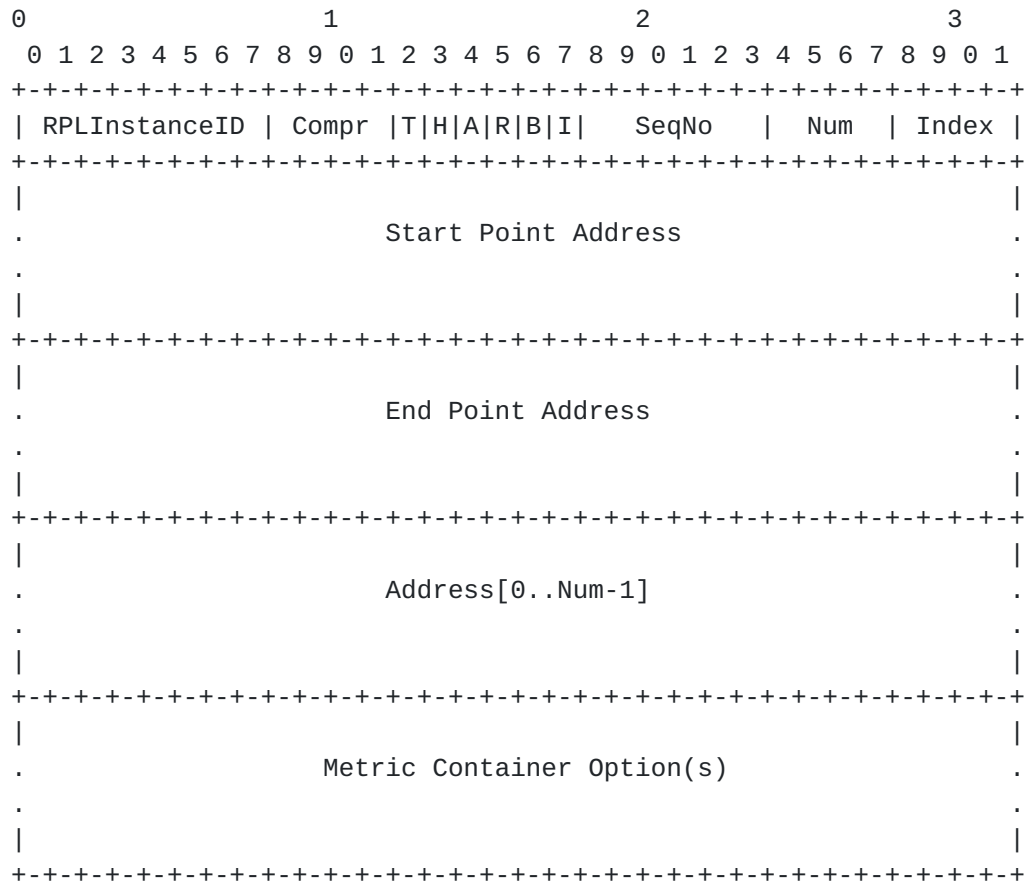 0                   1                   2                   3
 0 1 2 3 4 5 6 7 8 9 0 1 2 3 4 5 6 7 8 9 0 1 2 3 4 5 6 7 8 9 0 1
+-+-+-+-+-+-+-+-+-+-+-+-+-+-+-+-+-+-+-+-+-+-+-+-+-+-+-+-+-+-+-+-+
| RPLInstanceID | Compr |T|H|A|R|B|I|   SeqNo   |  Num  | Index |
+-+-+-+-+-+-+-+-+-+-+-+-+-+-+-+-+-+-+-+-+-+-+-+-+-+-+-+-+-+-+-+-+
|                                                               |
.                       Start Point Address                     .
.                                                               .
|                                                               |
+-+-+-+-+-+-+-+-+-+-+-+-+-+-+-+-+-+-+-+-+-+-+-+-+-+-+-+-+-+-+-+-+
|                                                               |
.                       End Point Address                       .
.                                                               .
|                                                               |
+-+-+-+-+-+-+-+-+-+-+-+-+-+-+-+-+-+-+-+-+-+-+-+-+-+-+-+-+-+-+-+-+
|                                                               |
.                       Address[0..Num-1]                       .
.                                                               .
|                                                               |
+-+-+-+-+-+-+-+-+-+-+-+-+-+-+-+-+-+-+-+-+-+-+-+-+-+-+-+-+-+-+-+-+
|                                                               |
.                   Metric Container Option(s)                  .
.                                                               .
|                                                               |
+-+-+-+-+-+-+-+-+-+-+-+-+-+-+-+-+-+-+-+-+-+-+-+-+-+-+-+-+-+-+-+-+